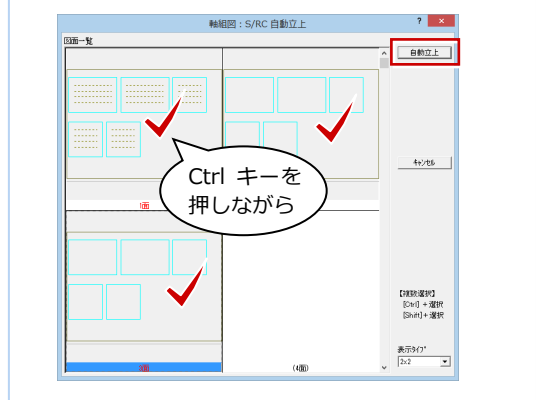 軸組図：S/RC 自動立上
図面一覧
自動立上
Ctrl キーを
押しながら
ｷｬﾝｾﾙ
1面
【複数選択】
[Ctrl] + 選択
[Shift] + 選択
表示ﾀｲﾌﾟ
2x2
3面
(4面)